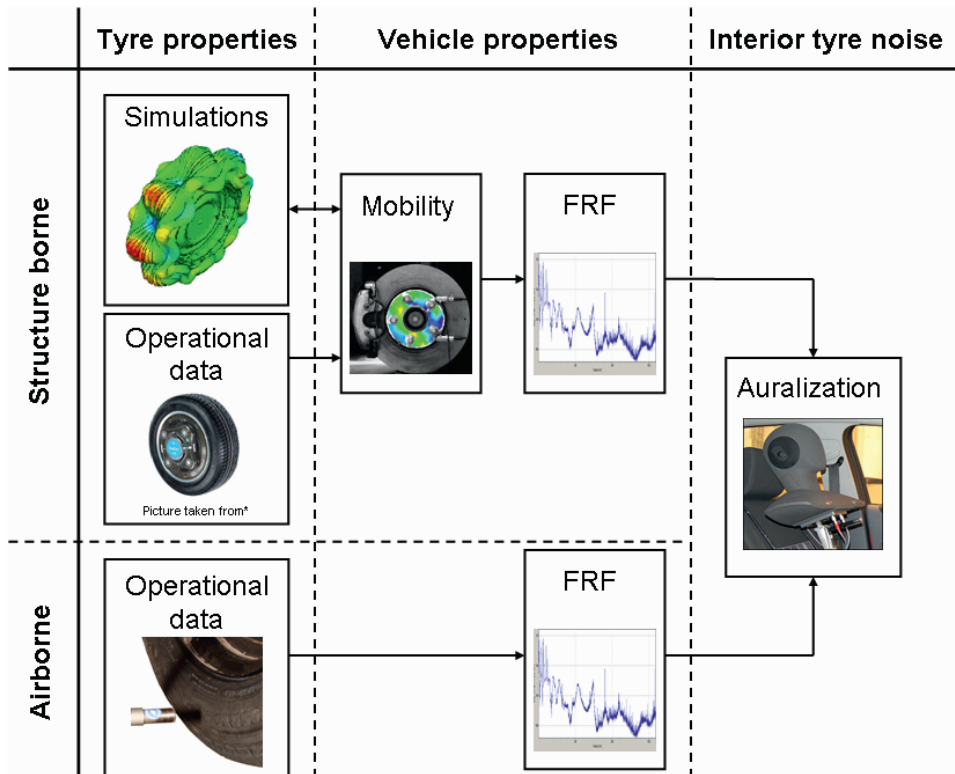 Tyre properties
Vehicle properties
Interior tyre noise
Structure borne
Simulations
Mobility
FRF
Operational
data
Picture taken from*
Auralization
Airborne
Operational
data
FRF